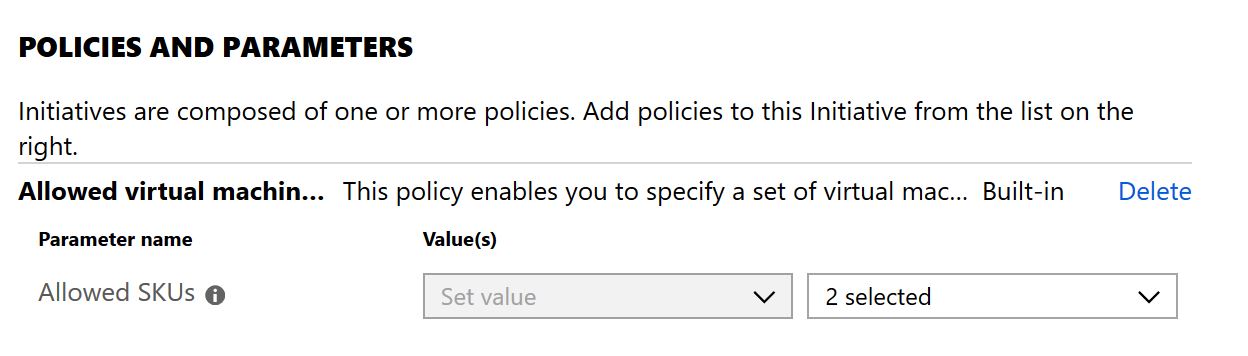 POLICIES AND PARAMETERS
Initiatives are composed of one or more policies. Add policies to this Initiative from the list on the
right.
Allowed virtual machin... This policy enables you to specify a set of virtual mac... Built-in Delete
Parameter name Value(s)
Allowed SKUs Set value 2 selected